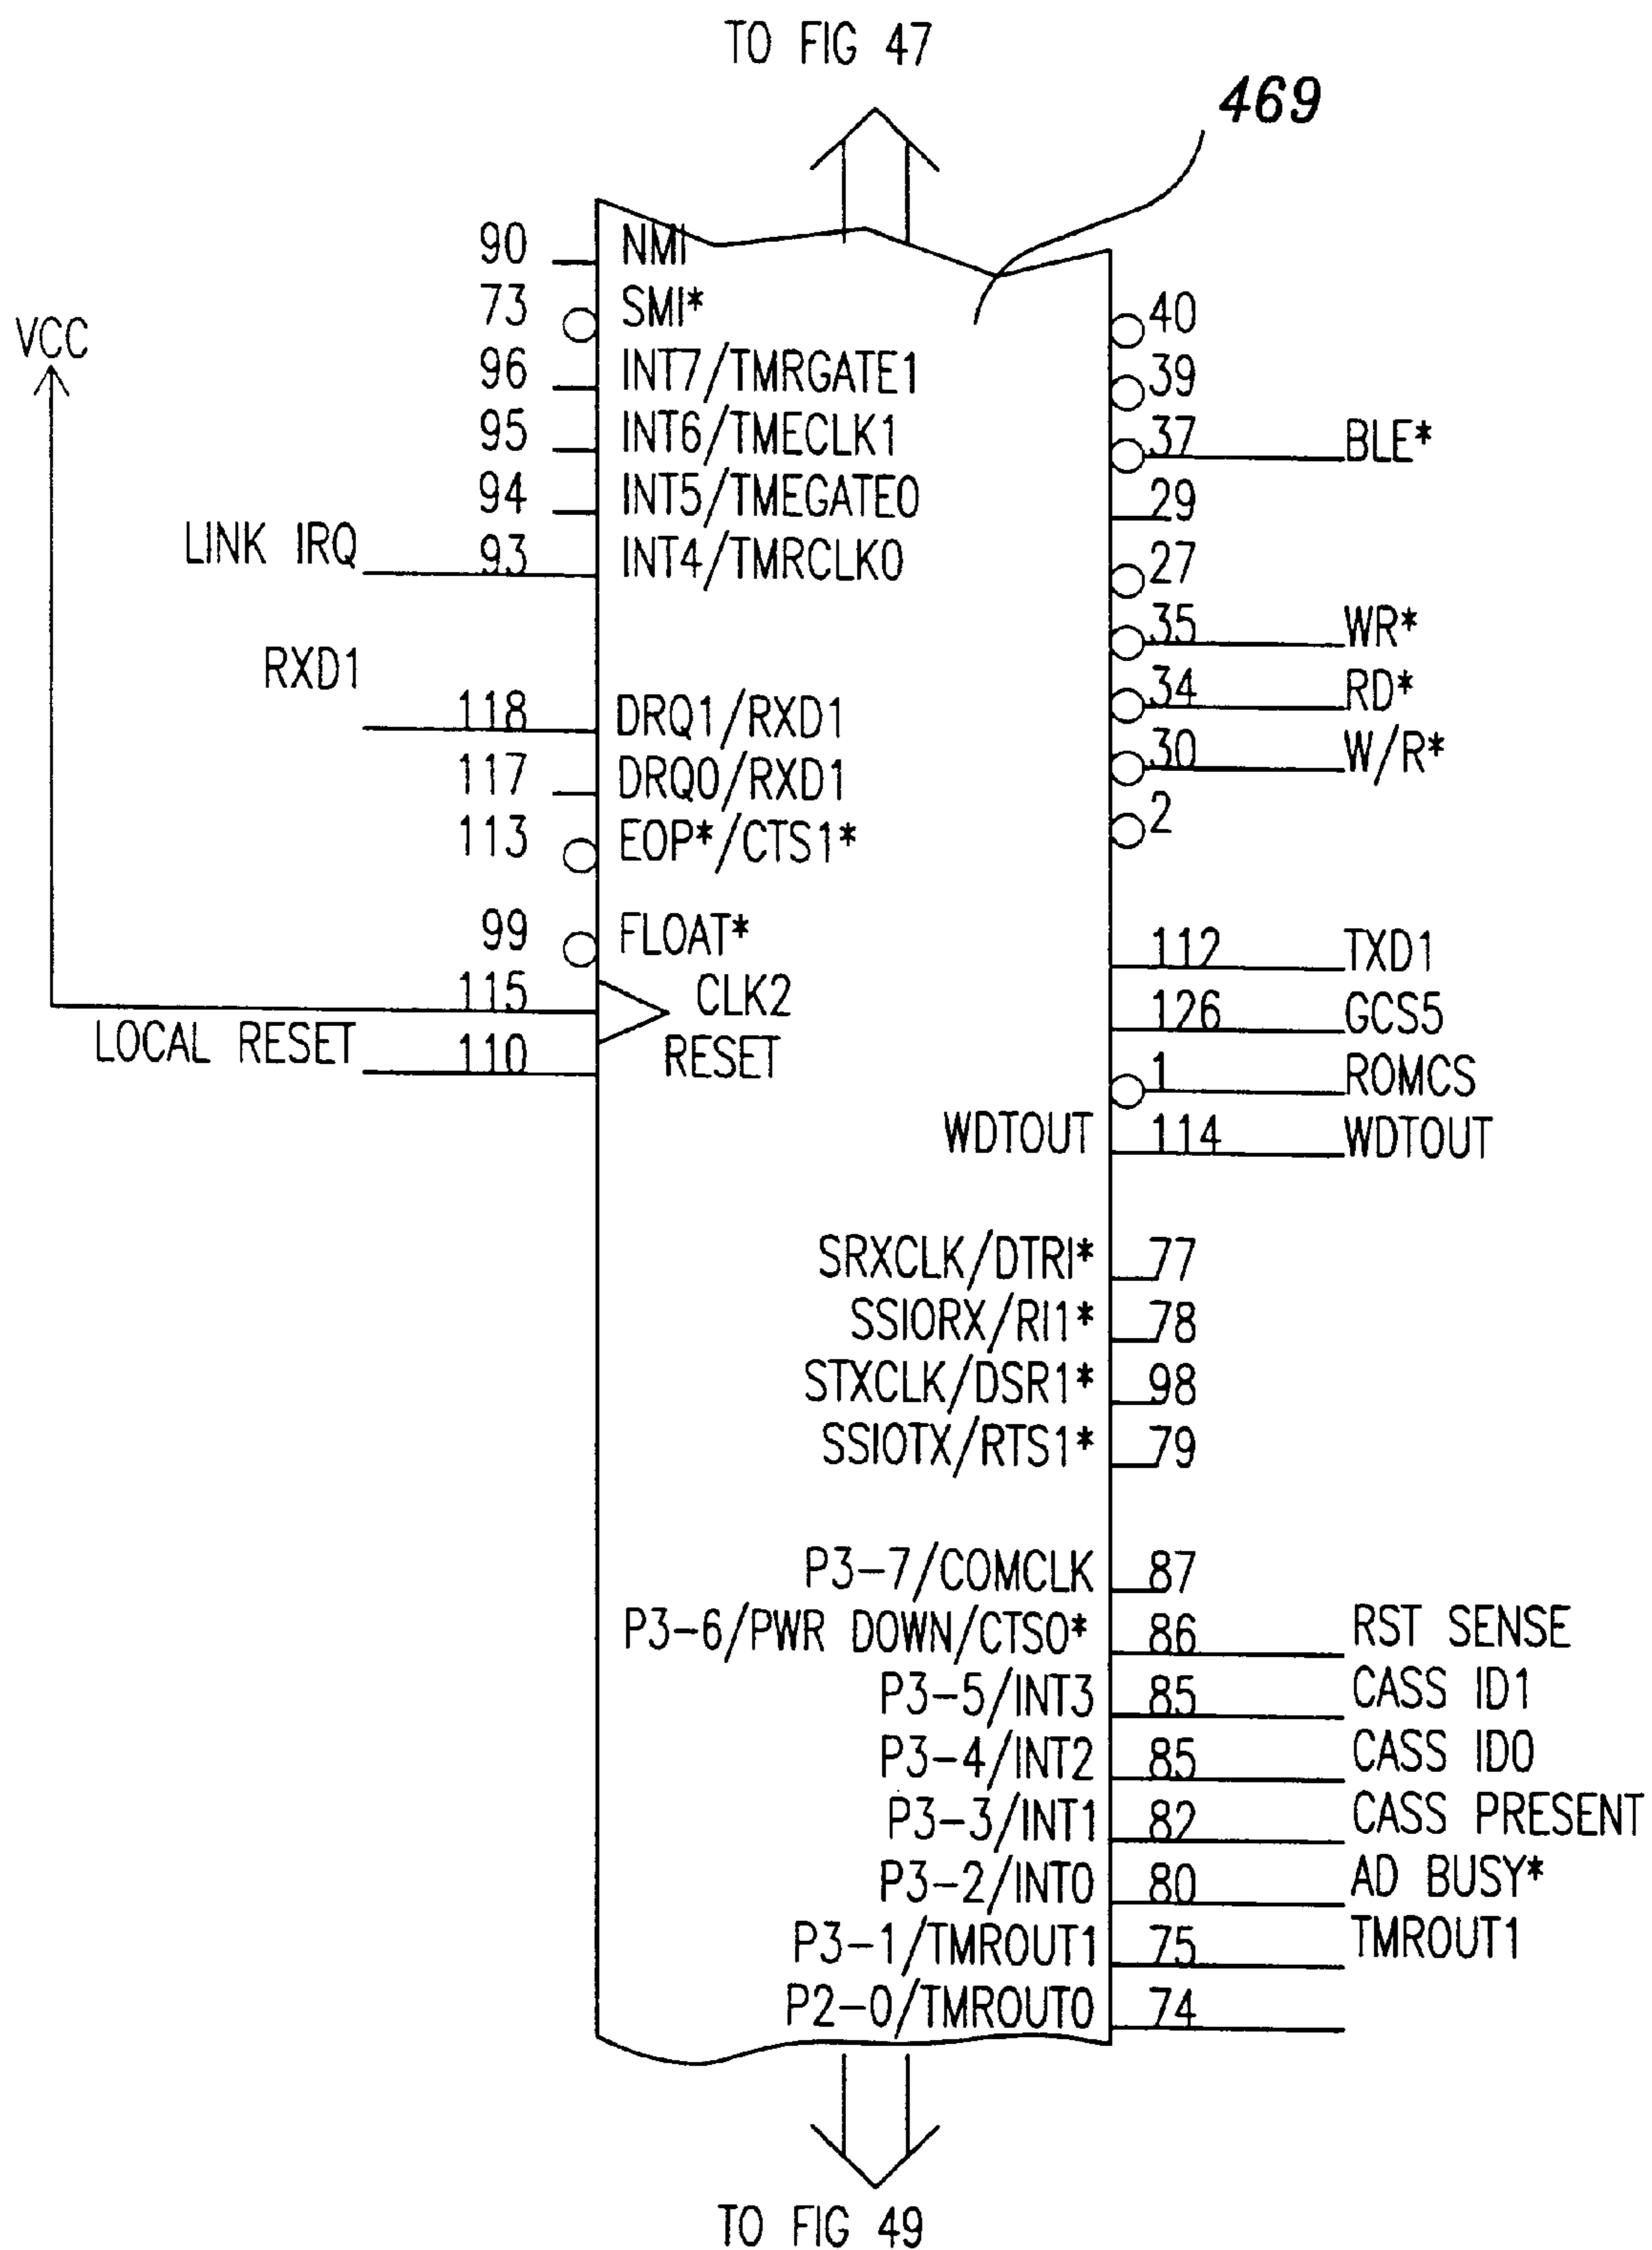 TO FIG 47
469
90 NMI
73 SMI*
VCC
96 INT7/TMRGATE1
95 INT6/TMECLK1
94 INT5/TMEGATE0
LINK IRQ 93 INT4/TMRCLK0
RXD1
118 DRQ1/RXD1
117 DRQ0/RXD1
113 EOP*/CTS1*
99 FLOAT*
115 CLK2
LOCAL RESET 110 RESET
40
39
37 BLE*
29
27
35 WR*
34 RD*
30 W/R*
2
112 TXD1
126 GCS5
1 ROMCS
WDTOUT 114 WDTOUT
SRXCLK/DTRI* 77
SSIORX/RI1* 78
STXCLK/DSR1* 98
SSIOTX/RTS1* 79
P3-7/COMCLK 87
P3-6/PWR DOWN/CTS0* 86 RST SENSE
P3-5/INT3 85 CASS ID1
P3-4/INT2 85 CASS ID0
P3-3/INT1 82 CASS PRESENT
P3-2/INT0 80 AD BUSY*
P3-1/TMROUT1 75 TMROUT1
P2-0/TMROUT0 74
TO FIG 49